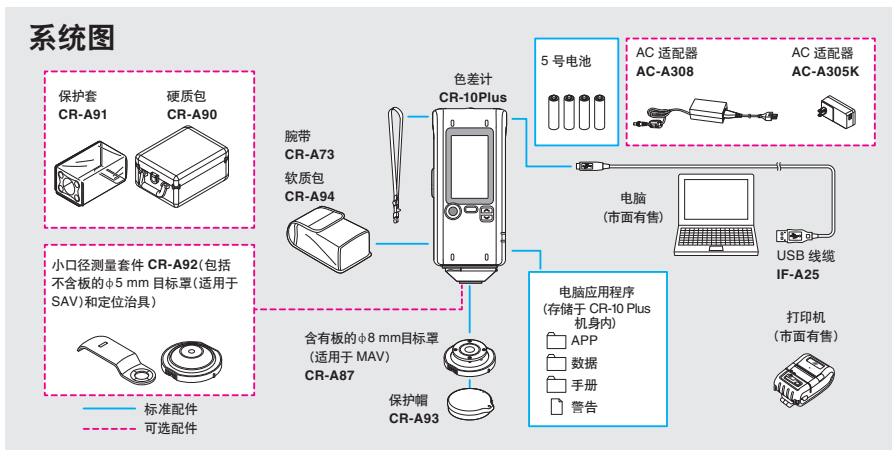 系统图
保护套
CR-A91
硬质包
CR-A90
腕带
CR-A73
软质包
CR-A94
色差计
CR-10Plus
5 号电池
AC 适配器
AC-A308
AC 适配器
AC-A305K
电脑
(市面有售)
USB 线缆
IF-A25
小口径测量套件 CR-A92(包括
不含板的φ5 mm 目标罩(适用于
SAV)和定位治具)
含有板的φ8 mm目标罩
(适用于 MAV)
CR-A87
保护帽
CR-A93
电脑应用程序
(存储于 CR-10 Plus
机身内)
APP
数据
手册
警告
打印机
(市面有售)
标准配件
可选配件